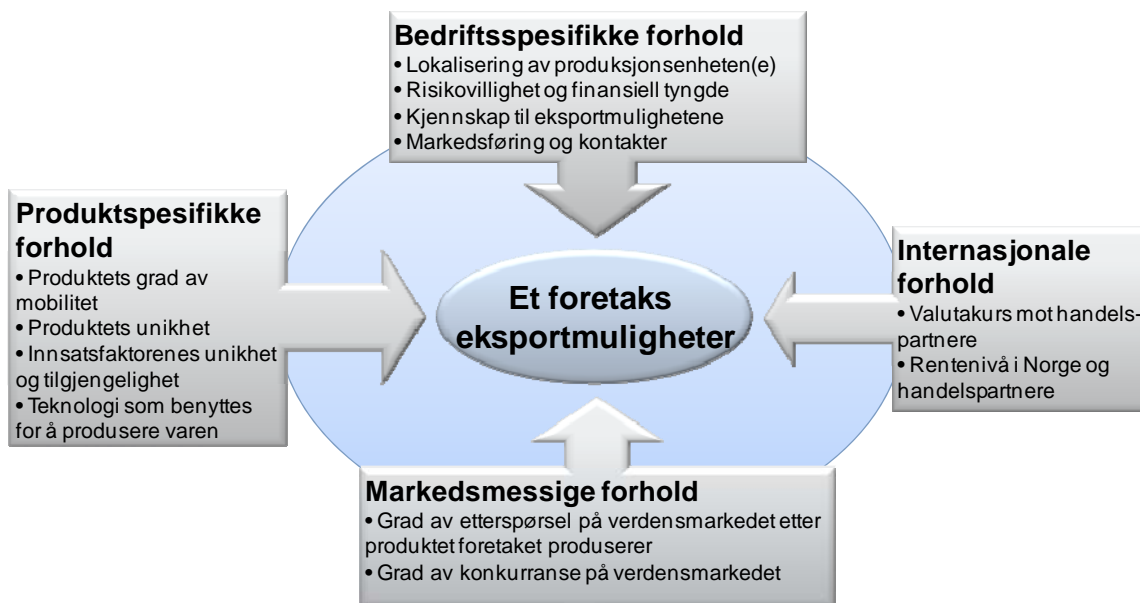 Bedriftsspesifikke forhold
• Lokalisering av produksjonsenheten(e)
• Risikovillighet og finansiell tyngde
• Kjennskap til eksportmulighetene
• Markedsføring og kontakter
Produktspesifikke
forhold
• Produktets grad av
mobilitet
• Produktets unikhet
• Innsatsfaktorenes unikhet
og tilgjengelighet
• Teknologi som benyttes
for å produsere varen
Et foretaks
eksportmuligheter
Internasjonale
forhold
• Valutakurs mot handels-
partnere
• Rentenivå i Norge og
handelspartnere
Markedsmessige forhold
• Grad av etterspørsel på verdensmarkedet etter
produktet foretaket produserer
• Grad av konkurranse på verdensmarkedet